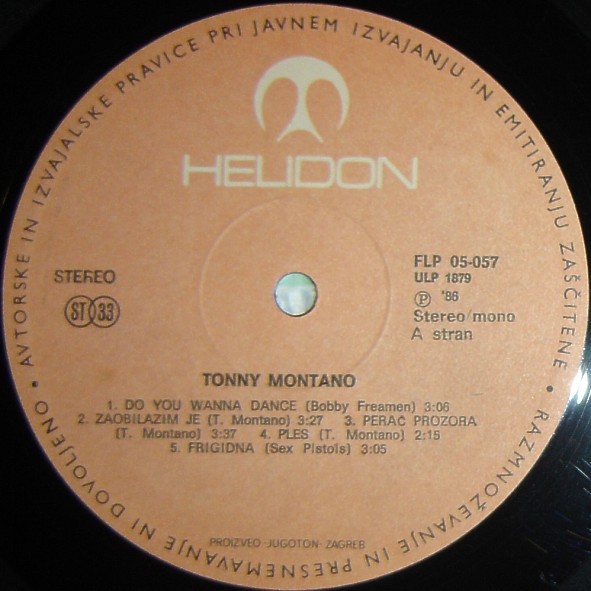 AVTORSKE IN IZVAJALSKE PRAVICE PRI JAVNEM IZVAJANJU IN EMITIRANJU ZAŠČITENE • RAZMNOŽEVANJE IN PRESNEMAVANJE NI DOVOLJENO •
HELIDON
STEREO
ST 33
FLP 05-057
ULP 1879
Ⓟ '86
Stereo/mono
A stran
TONNY MONTANO
1. DO YOU WANNA DANCE (Bobby Freamen) 3:06
2. ZAOBILAZIM JE (T. Montano) 3:27 3. PERAČ PROZORA
(T. Montano) 3:37 4. PLES (T. Montano) 2:15
5. FRIGIDNA (Sex Pistols) 3:05
PROIZVEO - JUGOTON - ZAGREB